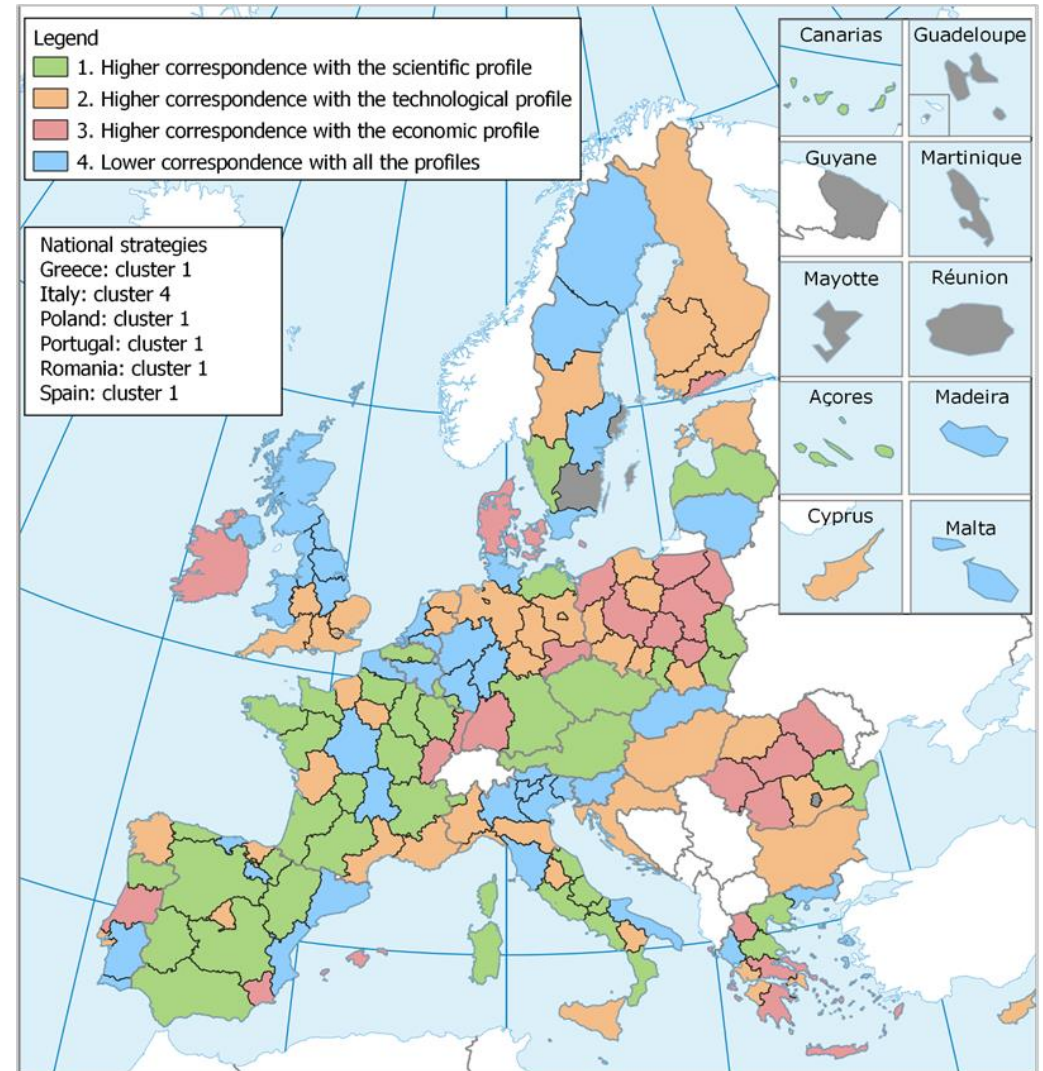 Legend
1. Higher correspondence with the scientific profile
2. Higher correspondence with the technological profile
3. Higher correspondence with the economic profile
4. Lower correspondence with all the profiles
National strategies
Greece: cluster 1
Italy: cluster 4
Poland: cluster 1
Portugal: cluster 1
Romania: cluster 1
Spain: cluster 1
Canarias
Guadeloupe
Guyane
Martinique
Mayotte
Réunion
Açores
Madeira
Cyprus
Malta